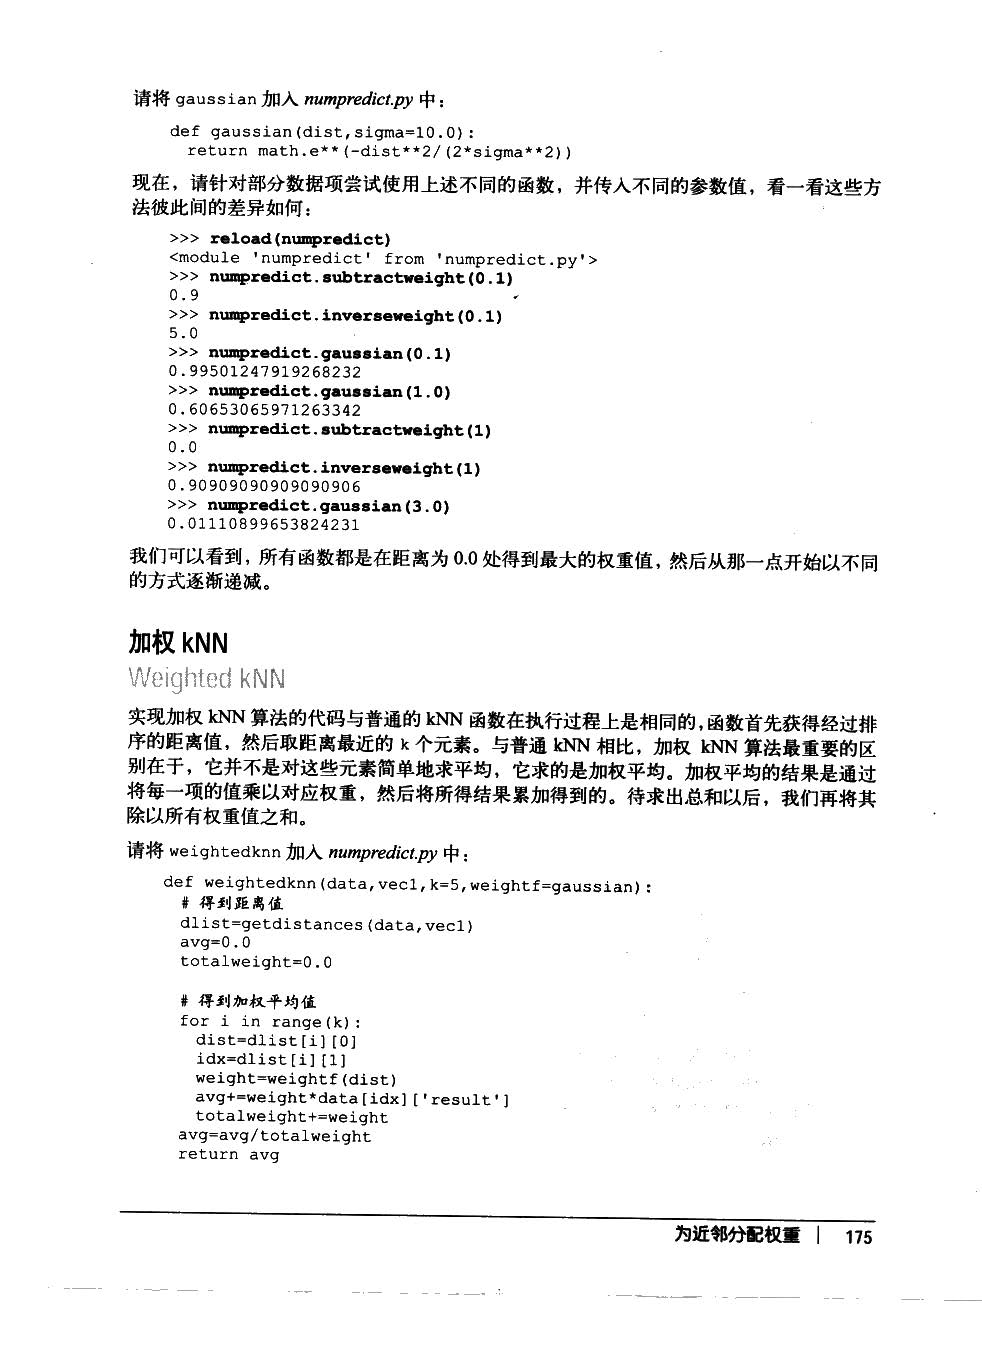 请将 gaussian 加入 numpredict.py 中：
def gaussian(dist,sigma=10.0):
return math.e**(-dist**2/(2*sigma**2))
现在，请针对部分数据项尝试使用上述不同的函数，并传入不同的参数值，看一看这些方
法彼此间的差异如何：
>>> reload(numpredict)
<module 'numpredict' from 'numpredict.py'>
>>> numpredict.subtractweight(0.1)
0.9
>>> numpredict.inverseweight(0.1)
5.0
>>> numpredict.gaussian(0.1)
0.99501247919268232
>>> numpredict.gaussian(1.0)
0.60653065971263342
>>> numpredict.subtractweight(1)
0.0
>>> numpredict.inverseweight(1)
0.90909090909090906
>>> numpredict.gaussian(3.0)
0.01110899653824231
我们可以看到，所有函数都是在距离为 0.0 处得到最大的权重值，然后从那一点开始以不同
的方式逐渐递减。
加权 kNN
Weighted kNN
实现加权 kNN 算法的代码与普通的 kNN 函数在执行过程上是相同的，函数首先获得经过排
序的距离值，然后取距离最近的 k 个元素。与普通 kNN 相比，加权 kNN 算法最重要的区
别在于，它并不是对这些元素简单地求平均，它求的是加权平均。加权平均的结果是通过
将每一项的值乘以对应权重，然后将所得结果累加得到的。待求出总和以后，我们再将其
除以所有权重值之和。
请将 weightedknn 加入 numpredict.py 中：
def weightedknn(data,vec1,k=5,weightf=gaussian):
# 得到距离值
dlist=getdistances(data,vec1)
avg=0.0
totalweight=0.0
# 得到加权平均值
for i in range(k):
dist=dlist[i][0]
idx=dlist[i][1]
weight=weightf(dist)
avg+=weight*data[idx]['result']
totalweight+=weight
avg=avg/totalweight
return avg
为近邻分配权重 | 175